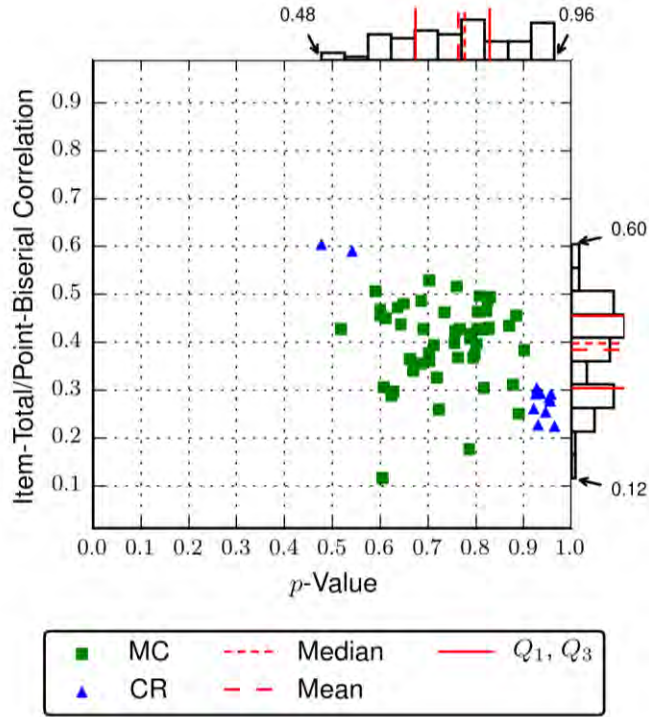 0.48
0.96
0.9
0.8
0.7
0.6
0.5
0.4
0.3
0.2
0.1
Item-Total/Point-Biserial Correlation
0.60
0.12
0.0 0.1 0.2 0.3 0.4 0.5 0.6 0.7 0.8 0.9 1.0
p-Value
MC Median Q1, Q3
CR Mean